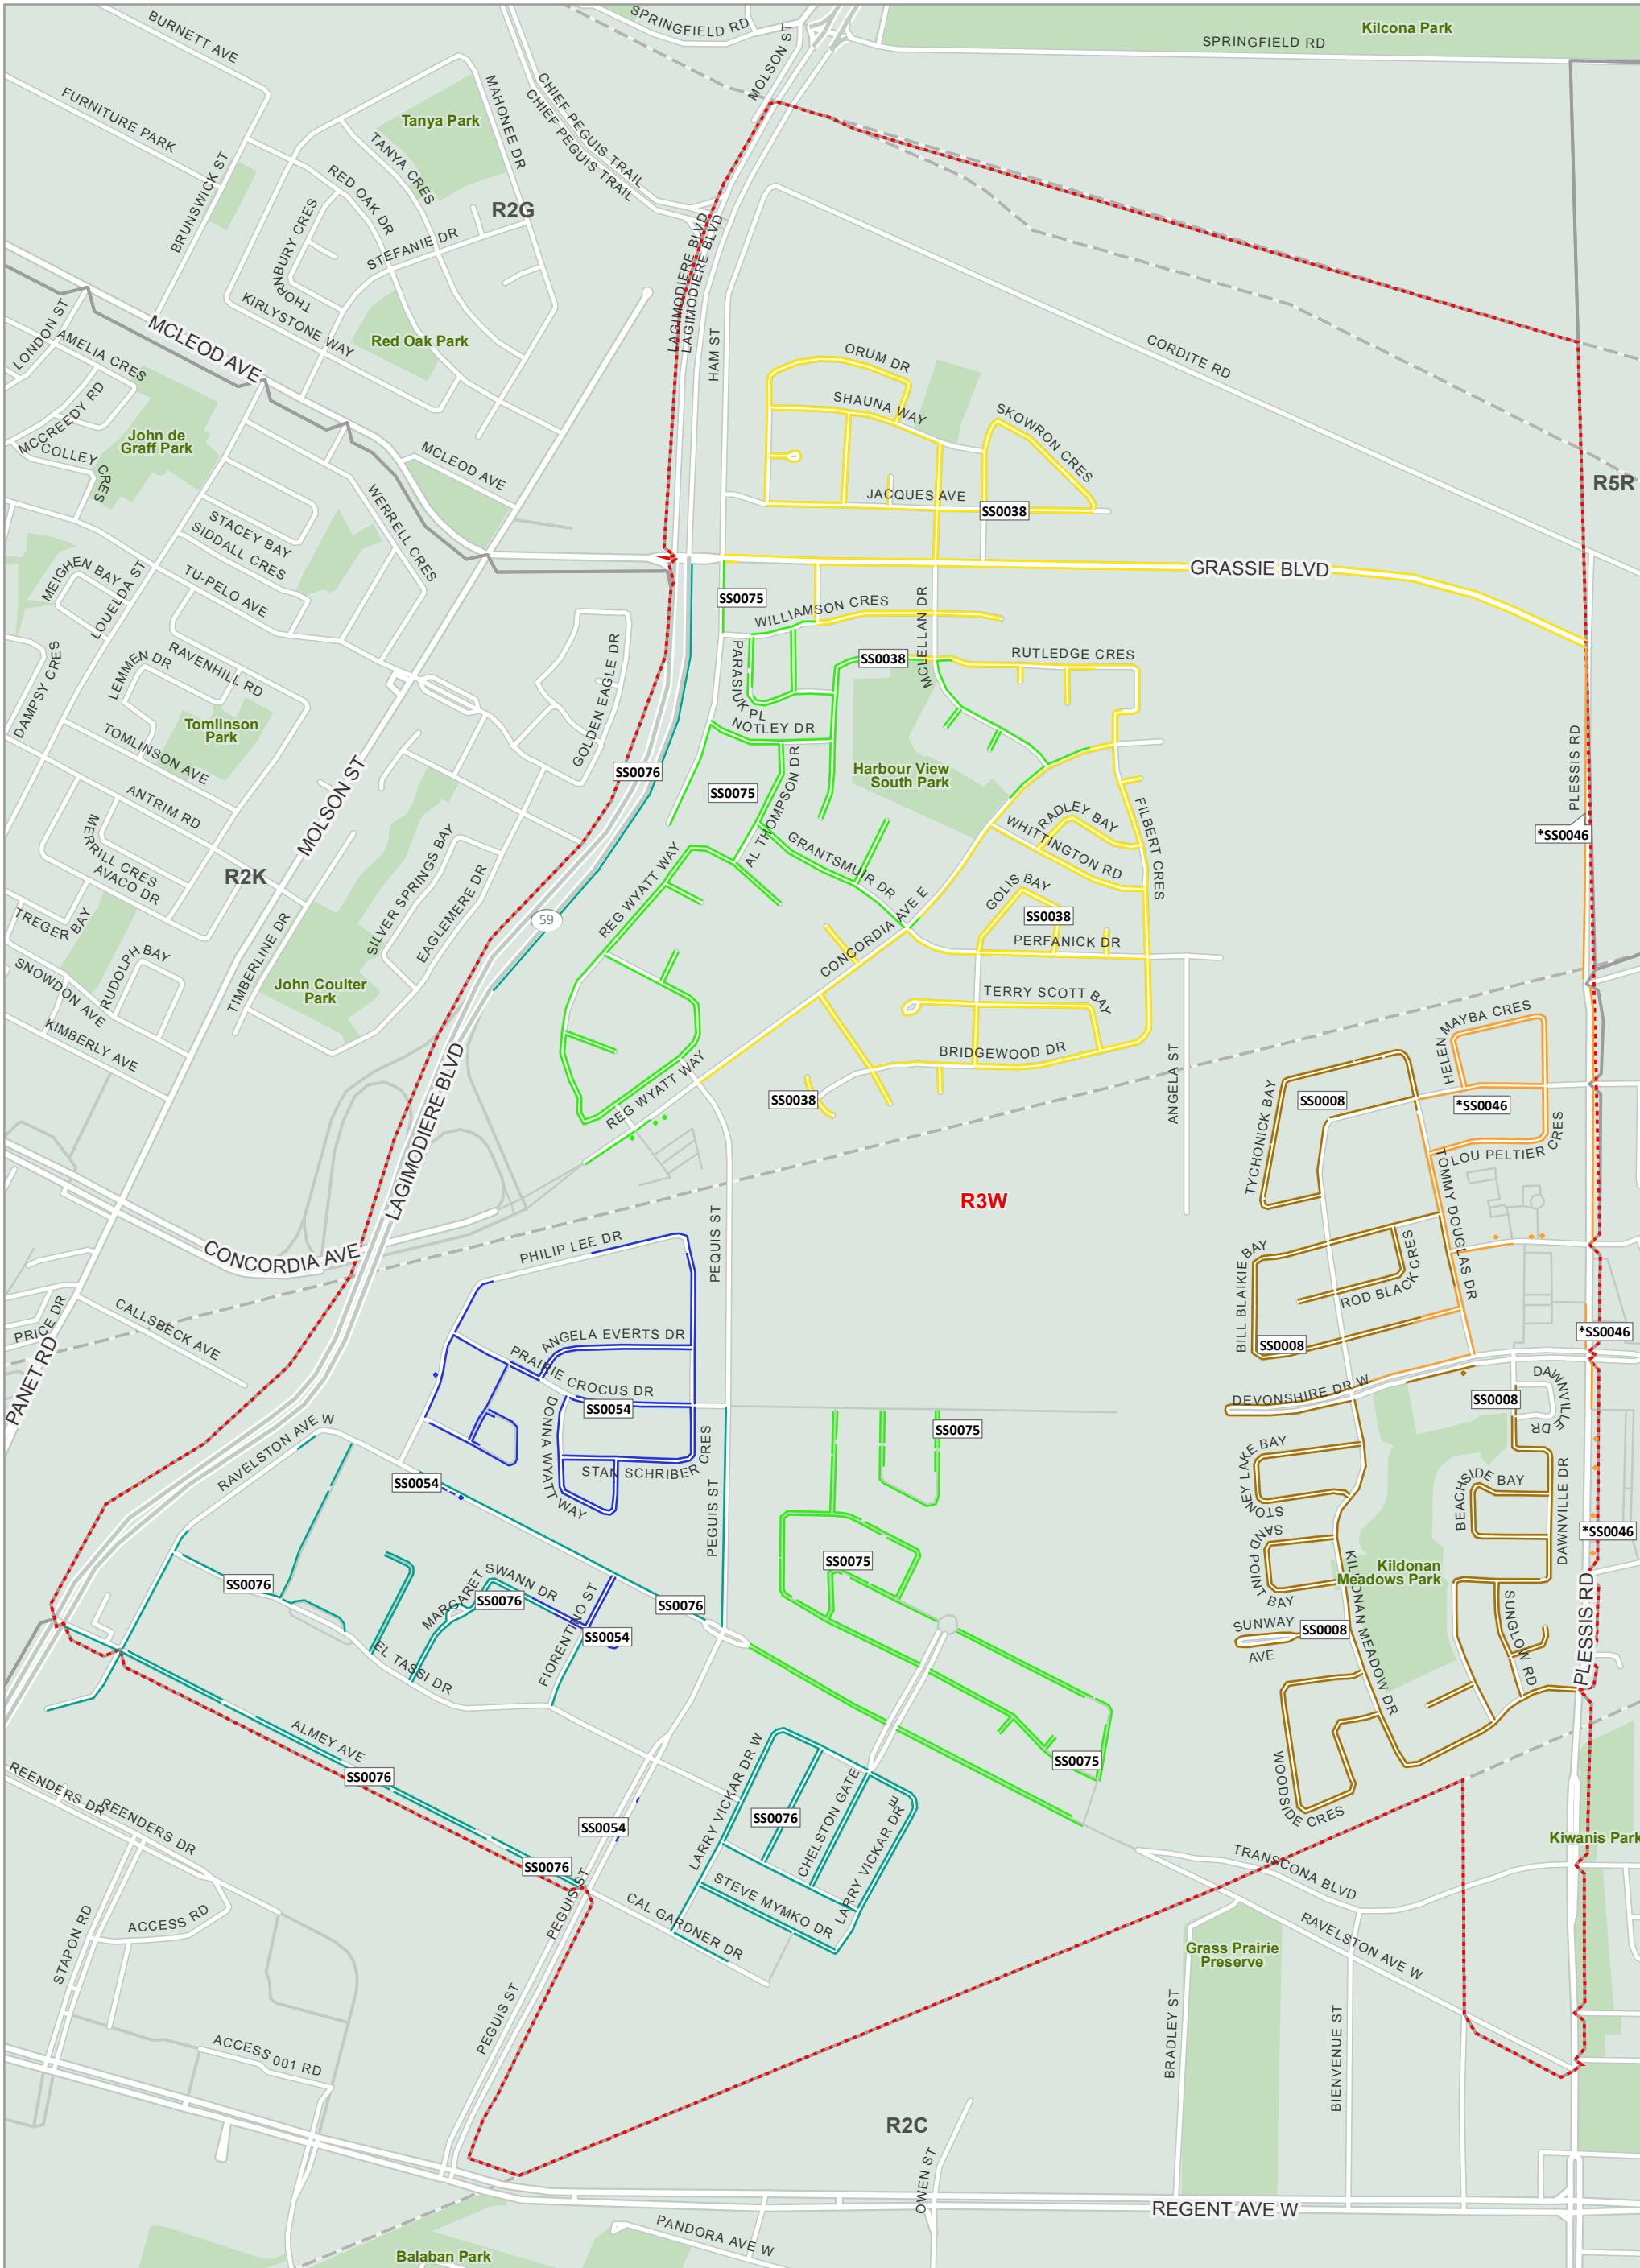 SPRINGFIELD RD
Kilcona Park
SPRINGFIELD RD
BURNETT AVE
FURNITURE PARK
MOLSON ST
MAHONEE DR
CHIEF PEGUIS TRAIL
CHIEF PEGUIS TRAIL
Tanya Park
TANYA CRES
BRUNSWICK ST
RED OAK DR
R2G
THORNBURY CRES
STEFANIE DR
LAGIMODIERE BLVD
LAGIMODIERE BLVD
KIRLYSTONE WAY
Red Oak Park
LONDON ST
MCLEOD AVE
AMELIA CRES
HAM ST
ORUM DR
CORDITE RD
MCCREEDY RD
SHAUNA WAY
SKOWRON CRES
John de
Graff Park
COLLEY CRES
MCLEOD AVE
R5R
JACQUES AVE
SS0038
WERRELL CRES
STACEY BAY
SIDDALL CRES
GRASSIE BLVD
MEIGHEN BAY
LOUELDA ST
TU-PELO AVE
SS0075
WILLIAMSON CRES
MCLELLAN DR
DAMPSY CRES
LEMMEN DR
RAVENHILL RD
GOLDEN EAGLE DR
PARASIUK PL
SS0038
RUTLEDGE CRES
Tomlinson
Park
NOTLEY DR
TOMLINSON AVE
PLESSIS RD
SS0076
Harbour View
South Park
SS0075
AL THOMPSON DR
ANTRIM RD
MOLSON ST
MERRILL CRES
RADLEY BAY
FILBERT CRES
*SS0046
WHITTINGTON RD
AVACO DR
R2K
SILVER SPRINGS BAY
EAGLEMERE DR
REG WYATT WAY
GRANTSMUIR DR
GOLIS BAY
TREGER BAY
59
SS0038
CONCORDIA AVE E
PERFANICK DR
RUDOLPH BAY
SNOWDON AVE
TIMBERLINE DR
John Coulter
Park
TERRY SCOTT BAY
KIMBERLY AVE
HELEN MAYBA CRES
BRIDGEWOOD DR
LAGIMODIERE BLVD
REG WYATT WAY
SS0038
ANGELA ST
TYCHONICK BAY
SS0008
*SS0046
LOU PELTIER CRES
R3W
TOMMY DOUGLAS DR
CONCORDIA AVE
PHILIP LEE DR
PEQUIS ST
BILL BLAIKIE BAY
ROD BLACK CRES
CALLSBECK AVE
PRICE DR
PANET RD
ANGELA EVERTS DR
SS0008
*SS0046
PRAIRIE CROCUS DR
DEVONSHIRE DR W
DAWNVILLE DR
SS0054
SS0008
RAVELSTON AVE W
DONNA WYATT WAY
SS0075
STAN SCHRIBER CRES
STONEY LAKE BAY
SS0054
PEGUIS ST
BEACHSIDE BAY
DAWNVILLE DR
*SS0046
SAND POINT BAY
Kildonan
Meadows Park
SS0075
SS0076
MARGARET SWANN DR
SS0076
SS0076
FIORENTINO ST
SS0054
SUNWAY AVE
SS0008
KILDONAN MEADOW DR
SUNGLOW RD
PLESSIS RD
EL TASSI DR
ALMEY AVE
SS0076
REENDERS DR
REENDERS DR
LARRY VICKAR DR W
SS0075
CHELSTON GATE
SS0076
WOODSIDE CRES
SS0054
LARRY VICKAR DR E
Kiwanis Park
TRANSCONA BLVD
SS0076
STEVE MYMKO DR
CAL GARDNER DR
PEGUIS ST
STAPON RD
ACCESS RD
RAVELSTON AVE W
Grass Prairie
Preserve
PEGUIS ST
BRADLEY ST
BIENVENUE ST
ACCESS 001 RD
R2C
OWEN ST
REGENT AVE W
PANDORA AVE W
Balaban Park